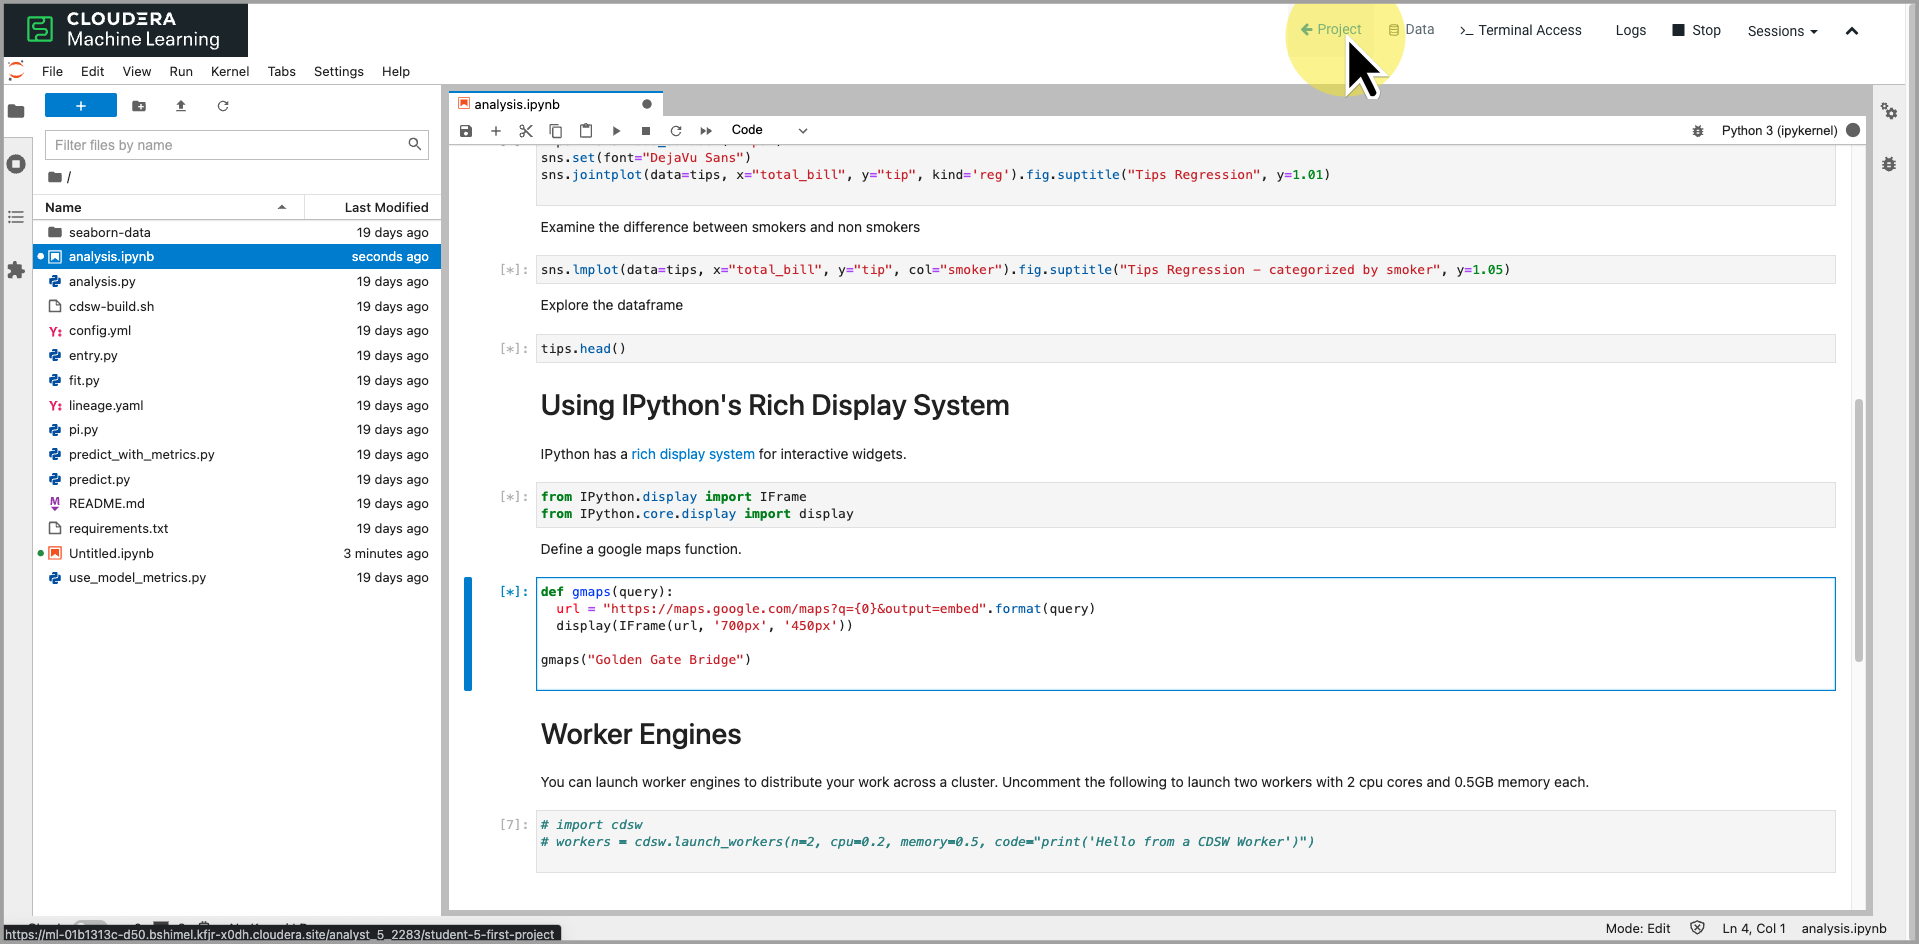 CLOUDERA
Machine Learning
Project
Data
Terminal Access
Logs
Stop
Sessions
File Edit View Run Kernel Tabs Settings Help
+
Filter files by name
/
Name Last Modified
seaborn-data 19 days ago
analysis.ipynb seconds ago
analysis.py 19 days ago
cdsw-build.sh 19 days ago
config.yml 19 days ago
entry.py 19 days ago
fit.py 19 days ago
lineage.yaml 19 days ago
pi.py 19 days ago
predict_with_metrics.py 19 days ago
predict.py 19 days ago
README.md 19 days ago
requirements.txt 19 days ago
Untitled.ipynb 3 minutes ago
use_model_metrics.py 19 days ago
analysis.ipynb
Code
Python 3 (ipykernel)
sns.set(font="DejaVu Sans")
sns.jointplot(data=tips, x="total_bill", y="tip", kind='reg').fig.suptitle("Tips Regression", y=1.01)
Examine the difference between smokers and non smokers
[*]: sns.lmplot(data=tips, x="total_bill", y="tip", col="smoker").fig.suptitle("Tips Regression – categorized by smoker", y=1.05)
Explore the dataframe
[*]: tips.head()
Using IPython's Rich Display System
IPython has a rich display system for interactive widgets.
[*]: from IPython.display import IFrame
from IPython.core.display import display
Define a google maps function.
[*]: def gmaps(query):
url = "https://maps.google.com/maps?q={0}&output=embed".format(query)
display(IFrame(url, '700px', '450px'))
gmaps("Golden Gate Bridge")
Worker Engines
You can launch worker engines to distribute your work across a cluster. Uncomment the following to launch two workers with 2 cpu cores and 0.5GB memory each.
[7]: # import cdsw
# workers = cdsw.launch_workers(n=2, cpu=0.2, memory=0.5, code="print('Hello from a CDSW Worker')")
https://ml-01b1313c-d50.bshimel.kfjr-x0dh.cloudera.site/analyst_5_2283/student-5-first-project
Mode: Edit
Ln 4, Col 1
analysis.ipynb